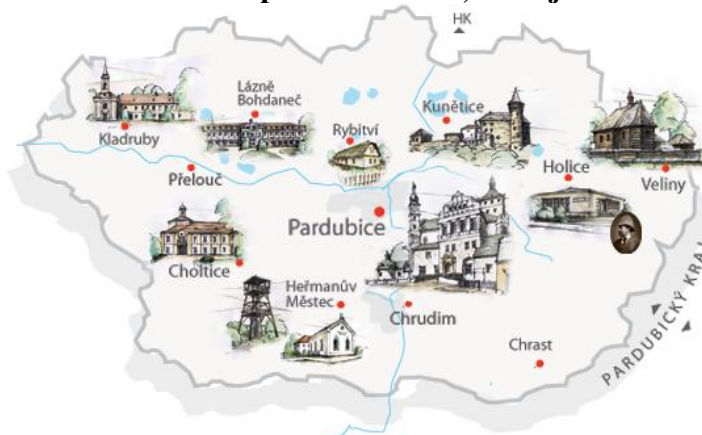 HK
Lázně
Bohdaneč
Kunětice
Rybitví
Kladruby
Holice
Přelouč
Veliny
Pardubice
Choltice
Heřmanův
Městec
Chrudim
Chrast
PARDUBICKÝ KRAJ